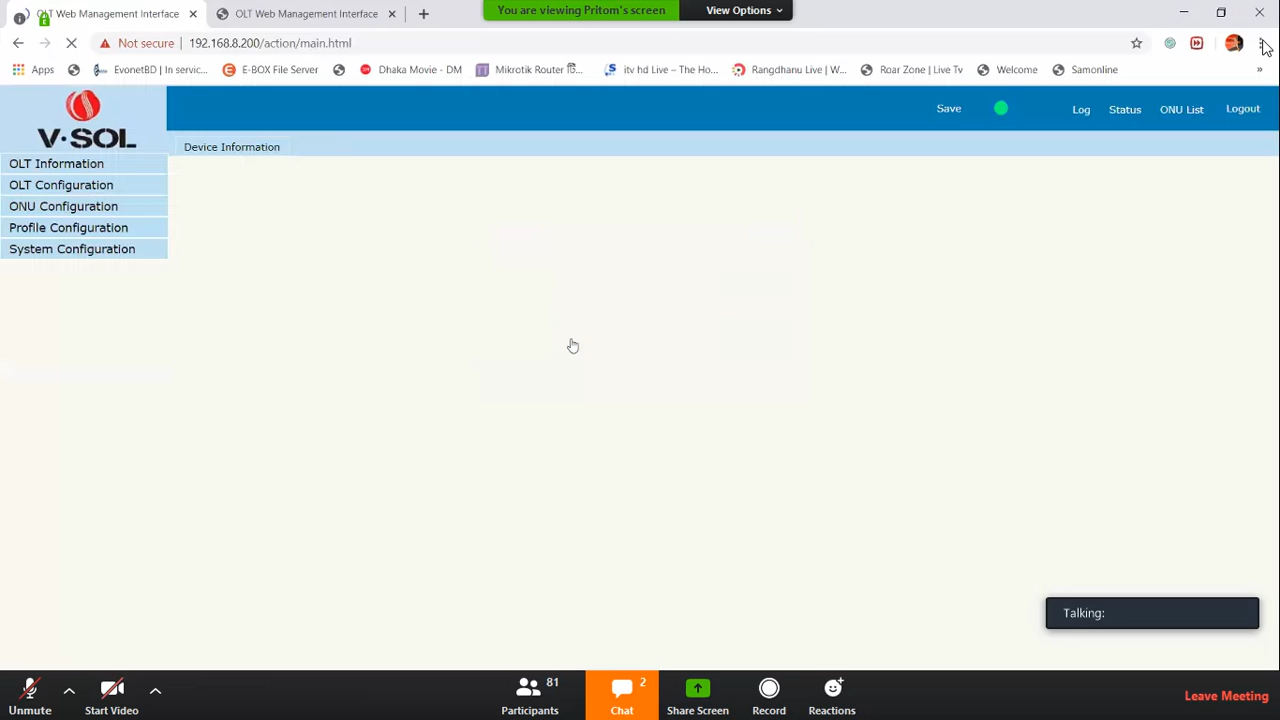 OLT Web Management Interface
OLT Web Management Interface
You are viewing Pritom's screen
View Options
Not secure
192.168.8.200/action/main.html
Apps
EvonetBD | In servic...
E-BOX File Server
Dhaka Movie - DM
Mikrotik Router
itv hd Live – The Ho...
Rangdhanu Live | W...
Roar Zone | Live Tv
Welcome
Samonline
»
V·SOL
Save
Log
Status
ONU List
Logout
Device Information
OLT Information
OLT Configuration
ONU Configuration
Profile Configuration
System Configuration
Talking:
Unmute
Start Video
81
Participants
2
Chat
Share Screen
Record
Reactions
Leave Meeting